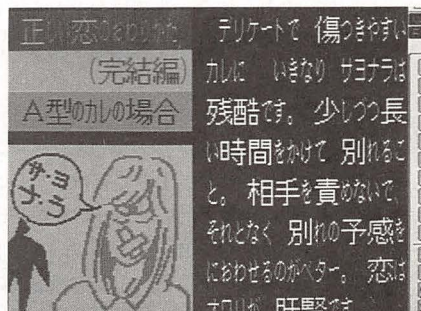 正しい恋のおわりかた
(完結編)
A型のカレの場合
サ・ヨ
ナ・ラ
デリケートで 傷つきやすい
カレに いきなり サヨナラは
残酷です。 少しづつ長
い時間をかけて 別れるこ
と。 相手を責めないで、
それとなく 別れの予感を
におわせるのがベター。 恋は
オワリが 肝腎です